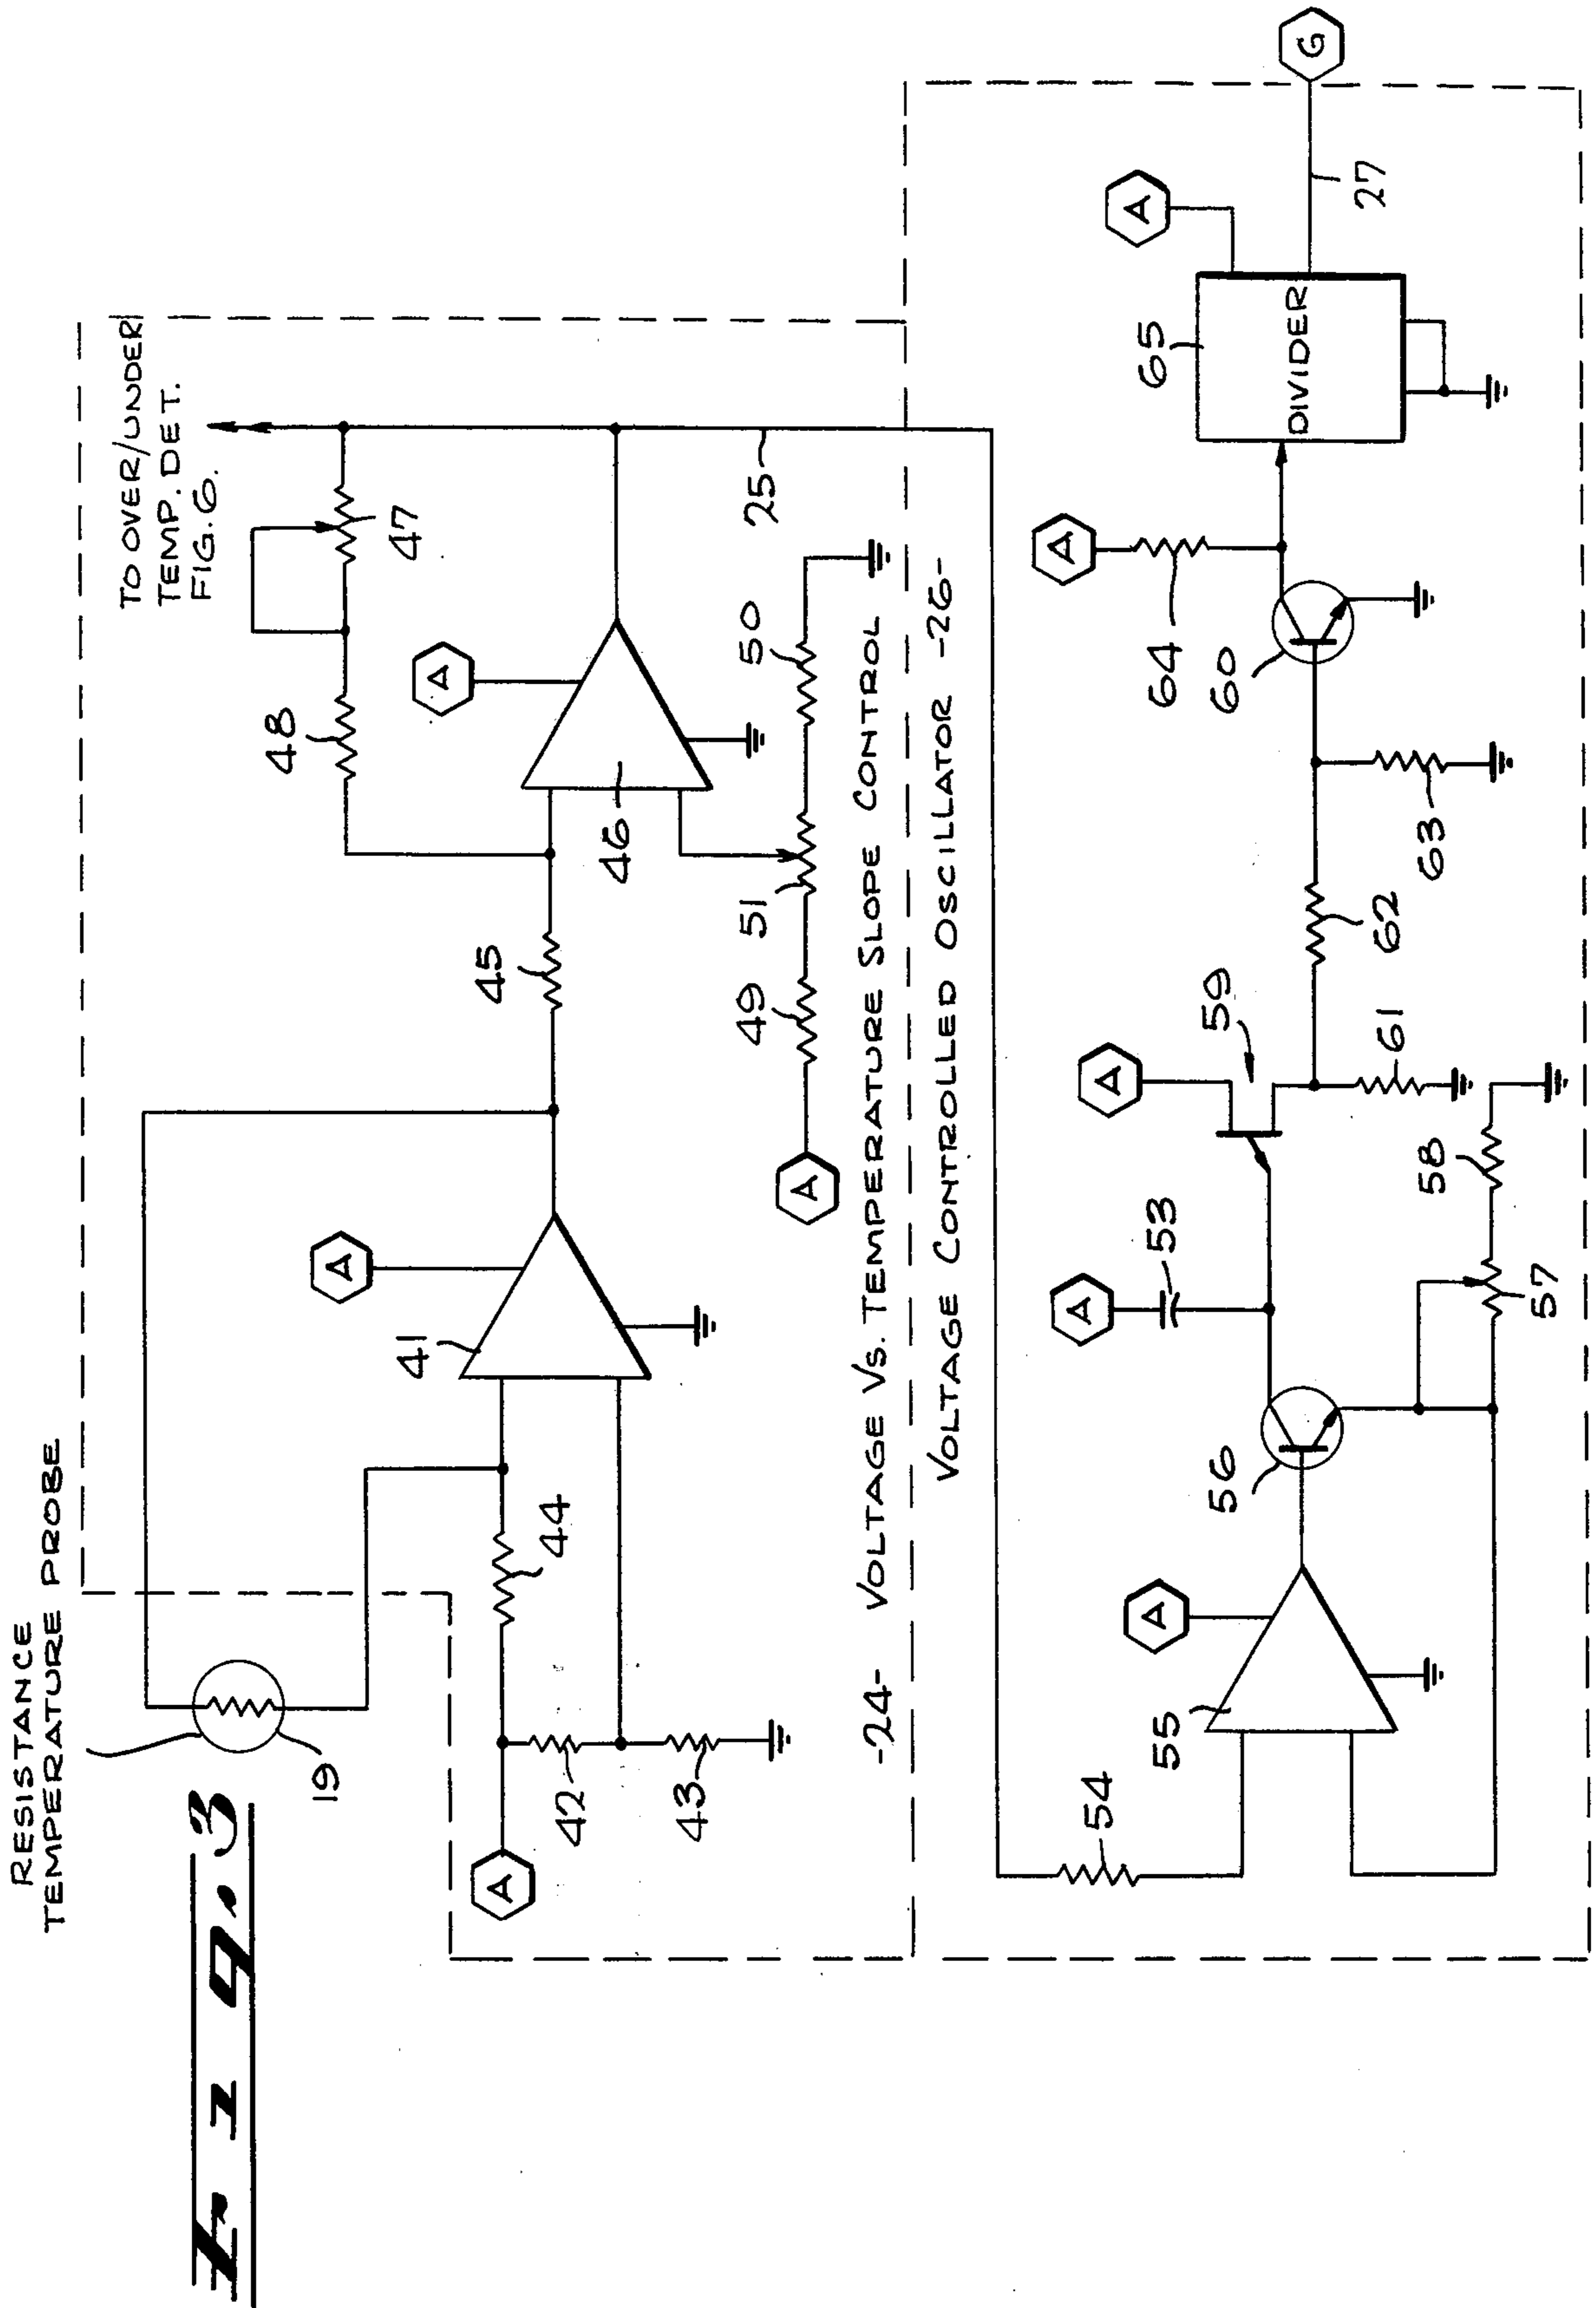 Fig. 3
RESISTANCE
TEMPERATURE PROBE
19
TO OVER/UNDER
TEMP. DET.
FIG. 6.
A
42
43
44
41
A
45
48
47
46
A
A
49
51
50
25
-24- VOLTAGE VS. TEMPERATURE SLOPE CONTROL
VOLTAGE CONTROLLED OSCILLATOR -26-
54
55
A
56
A
53
57
58
A
59
61
62
63
60
64
A
65
DIVIDER
A
27
G